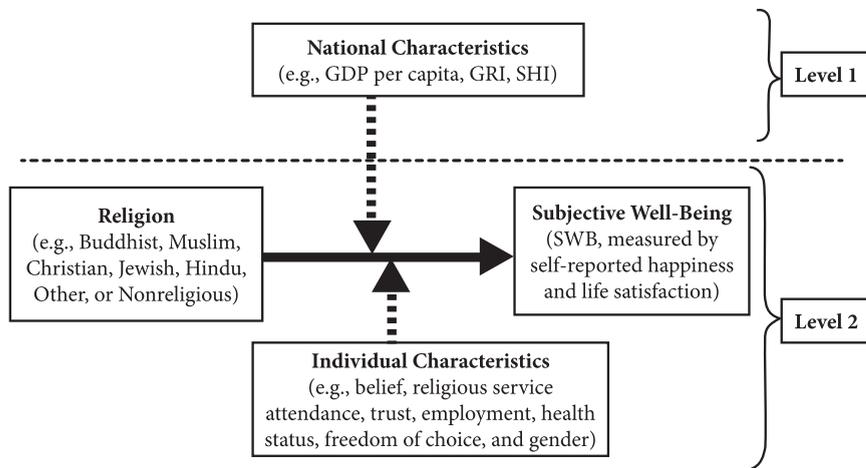 National Characteristics
(e.g., GDP per capita, GRI, SHI)
Level 1
Religion
(e.g., Buddhist, Muslim,
Christian, Jewish, Hindu,
Other, or Nonreligious)
Subjective Well-Being
(SWB, measured by
self-reported happiness
and life satisfaction)
Level 2
Individual Characteristics
(e.g., belief, religious service
attendance, trust, employment, health
status, freedom of choice, and gender)